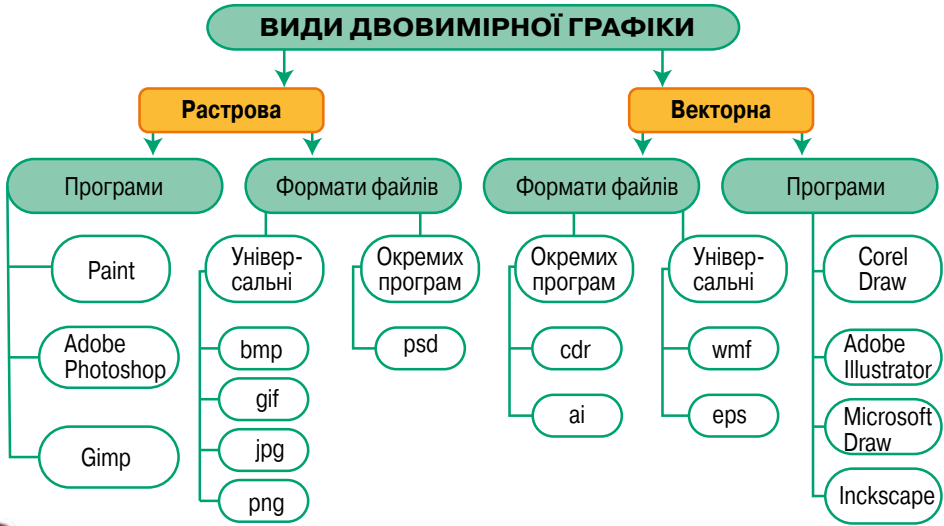 ВИДИ ДВОВИМІРНОЇ ГРАФІКИ
Растрова
Векторна
Програми
Формати файлів
Формати файлів
Програми
Paint
Adobe
Photoshop
Gimp
Універ-
сальні
bmp
gif
jpg
png
Окремих
програм
psd
Окремих
програм
cdr
ai
Універ-
сальні
wmf
eps
Corel
Draw
Adobe
Illustrator
Microsoft
Draw
Inckscape